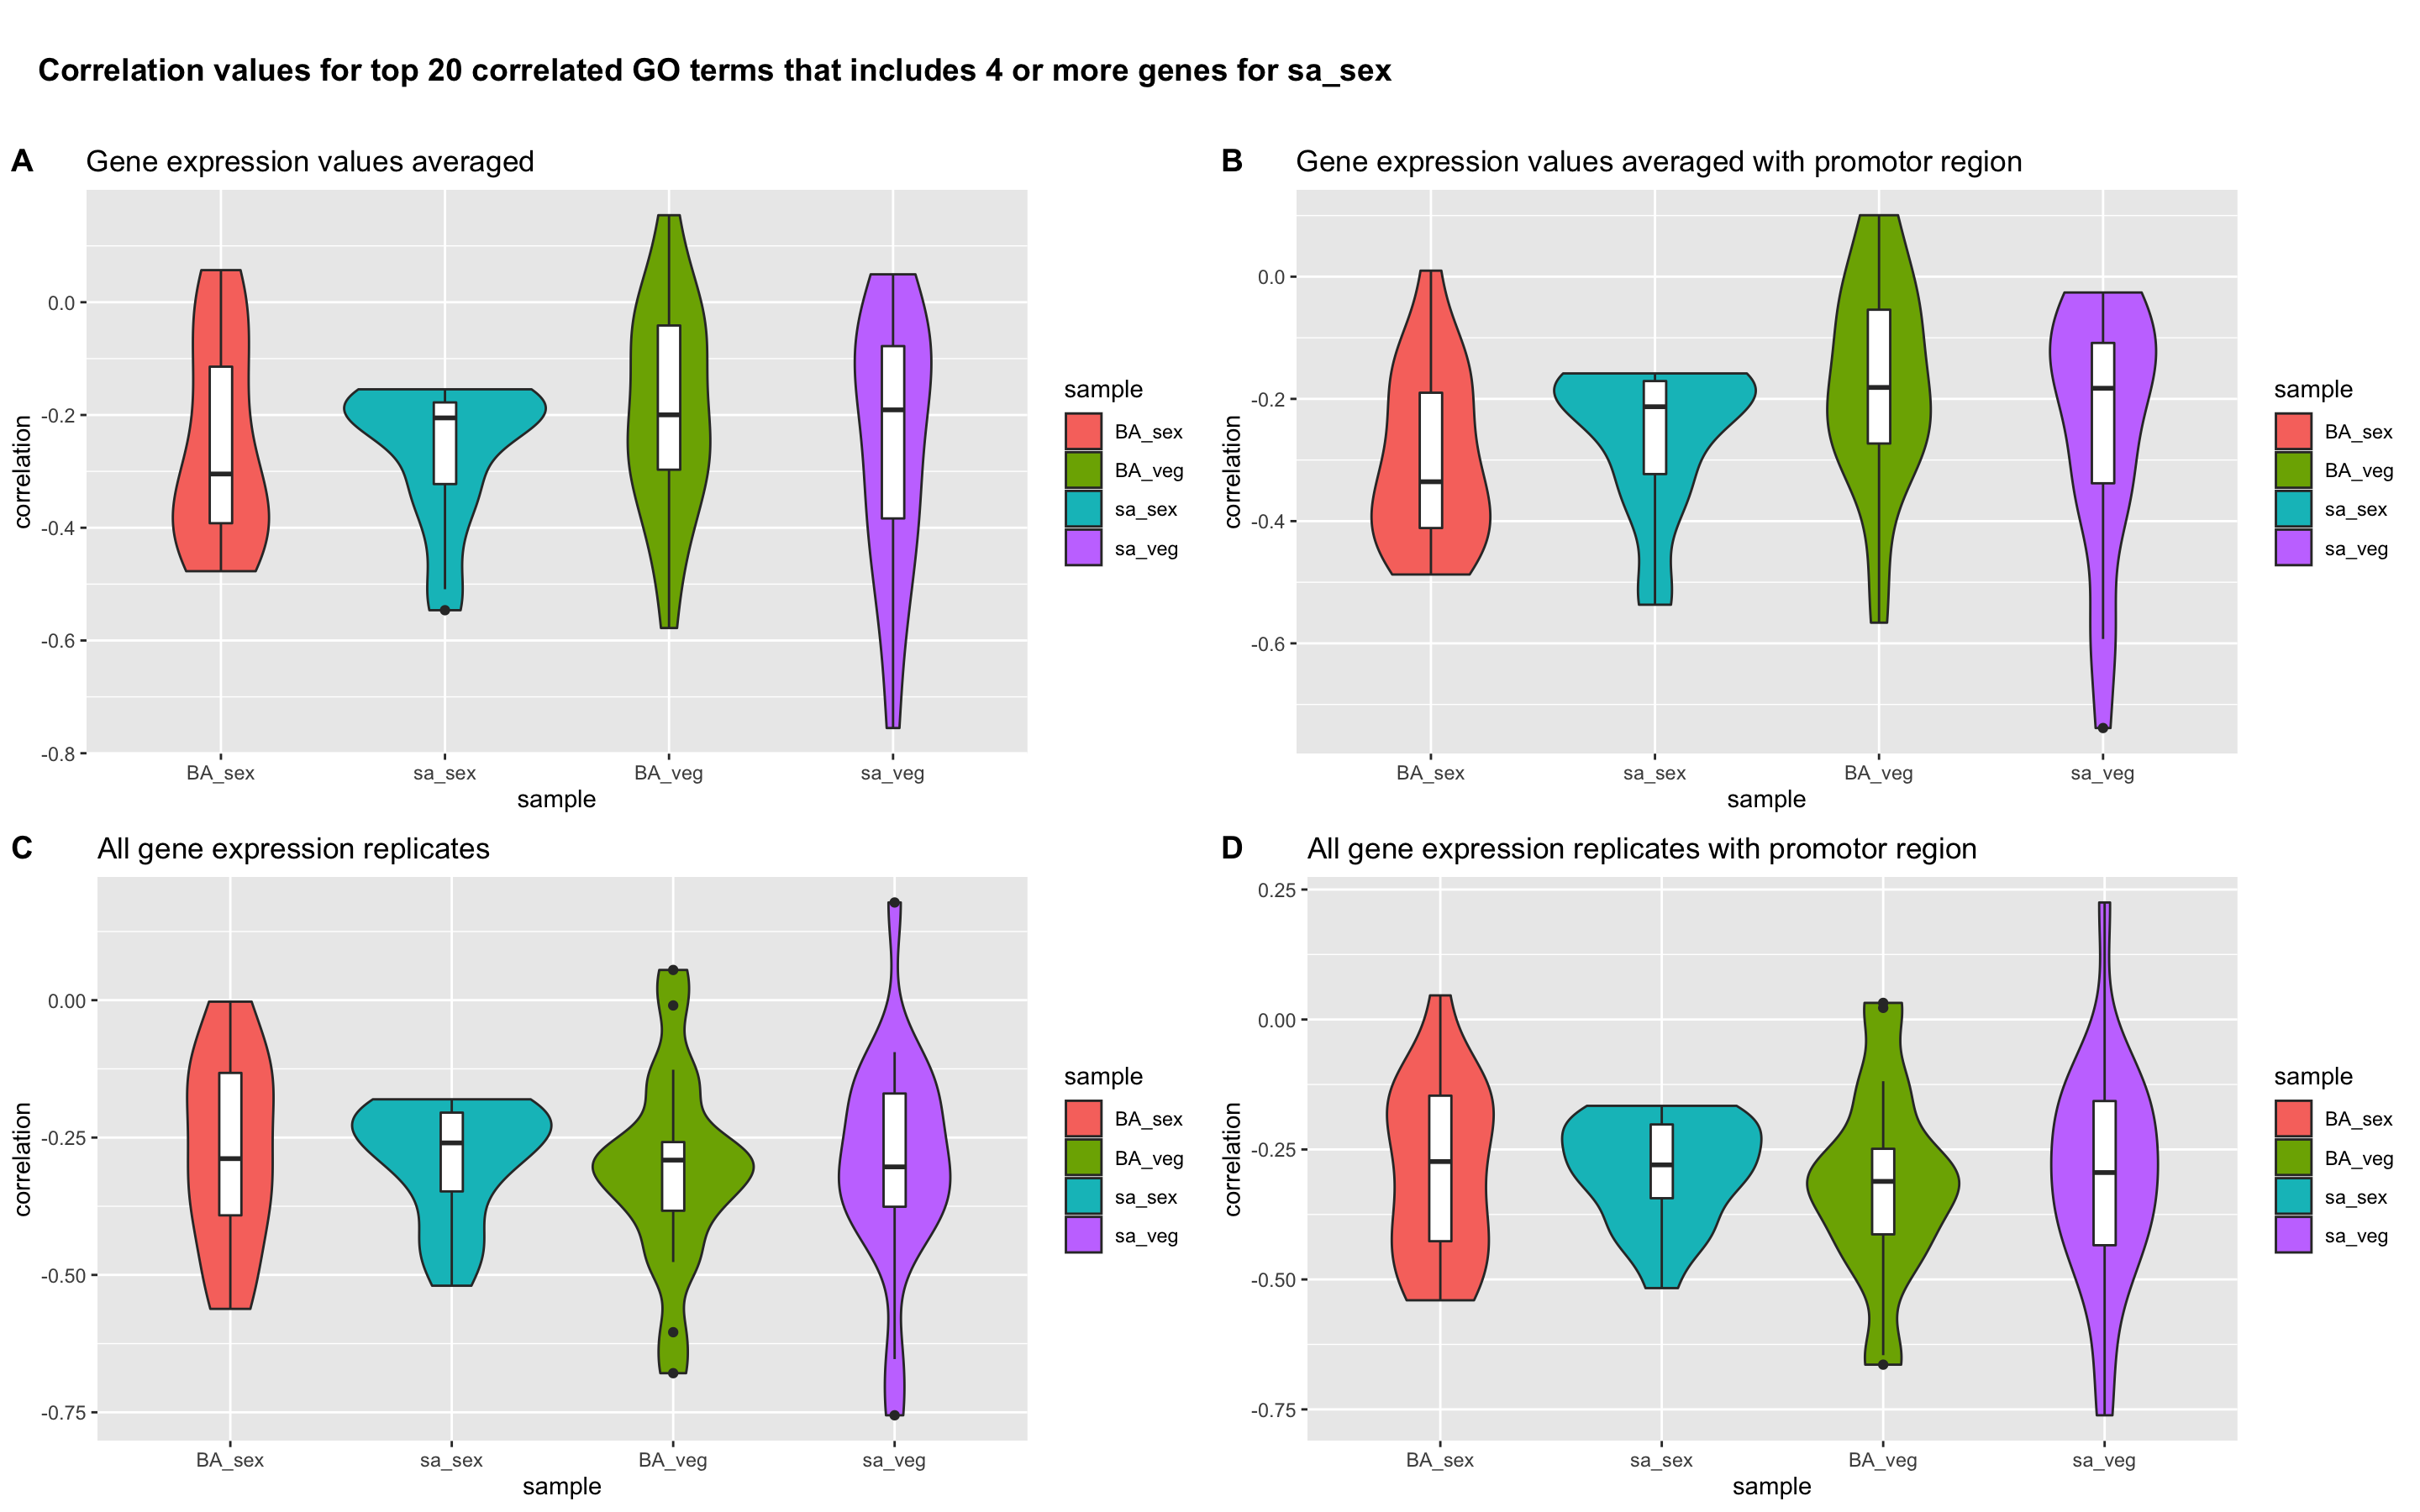 Correlation values for top 20 correlated GO terms that includes 4 or more genes for sa_sex
A
Gene expression values averaged
correlation
0.0
-0.2
-0.4
-0.6
-0.8
BA_sex
sa_sex
BA_veg
sa_veg
sample
sample
BA_sex
BA_veg
sa_sex
sa_veg
B
Gene expression values averaged with promotor region
correlation
0.0
-0.2
-0.4
-0.6
BA_sex
sa_sex
BA_veg
sa_veg
sample
sample
BA_sex
BA_veg
sa_sex
sa_veg
C
All gene expression replicates
correlation
0.00
-0.25
-0.50
-0.75
BA_sex
sa_sex
BA_veg
sa_veg
sample
sample
BA_sex
BA_veg
sa_sex
sa_veg
D
All gene expression replicates with promotor region
correlation
0.25
0.00
-0.25
-0.50
-0.75
BA_sex
sa_sex
BA_veg
sa_veg
sample
sample
BA_sex
BA_veg
sa_sex
sa_veg